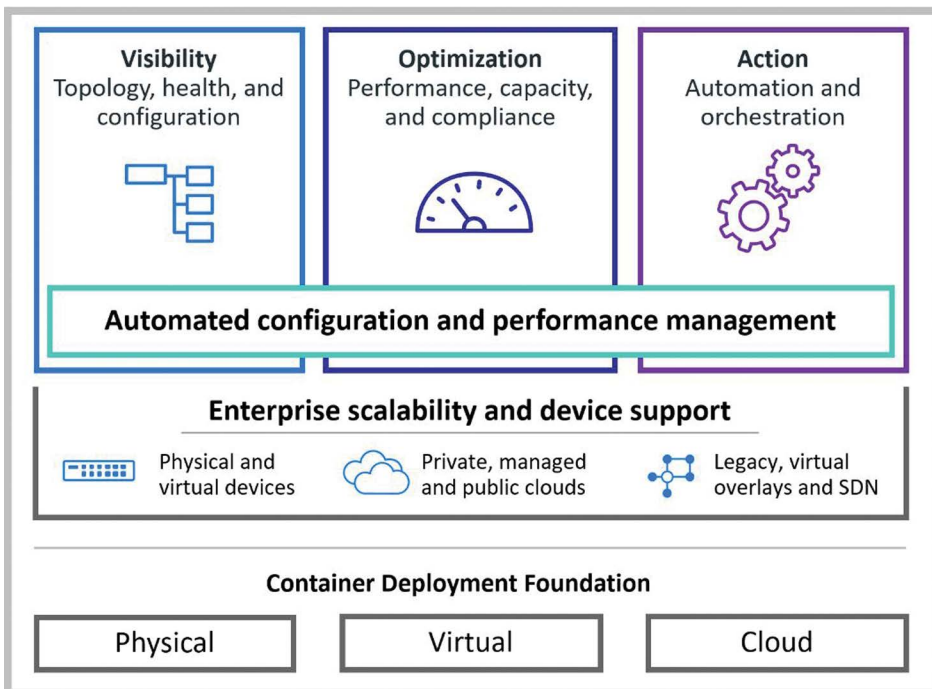 Visibility
Topology, health, and
configuration
Optimization
Performance, capacity,
and compliance
Action
Automation and
orchestration
Automated configuration and performance management
Enterprise scalability and device support
Physical and
virtual devices
Private, managed
and public clouds
Legacy, virtual
overlays and SDN
Container Deployment Foundation
Physical
Virtual
Cloud